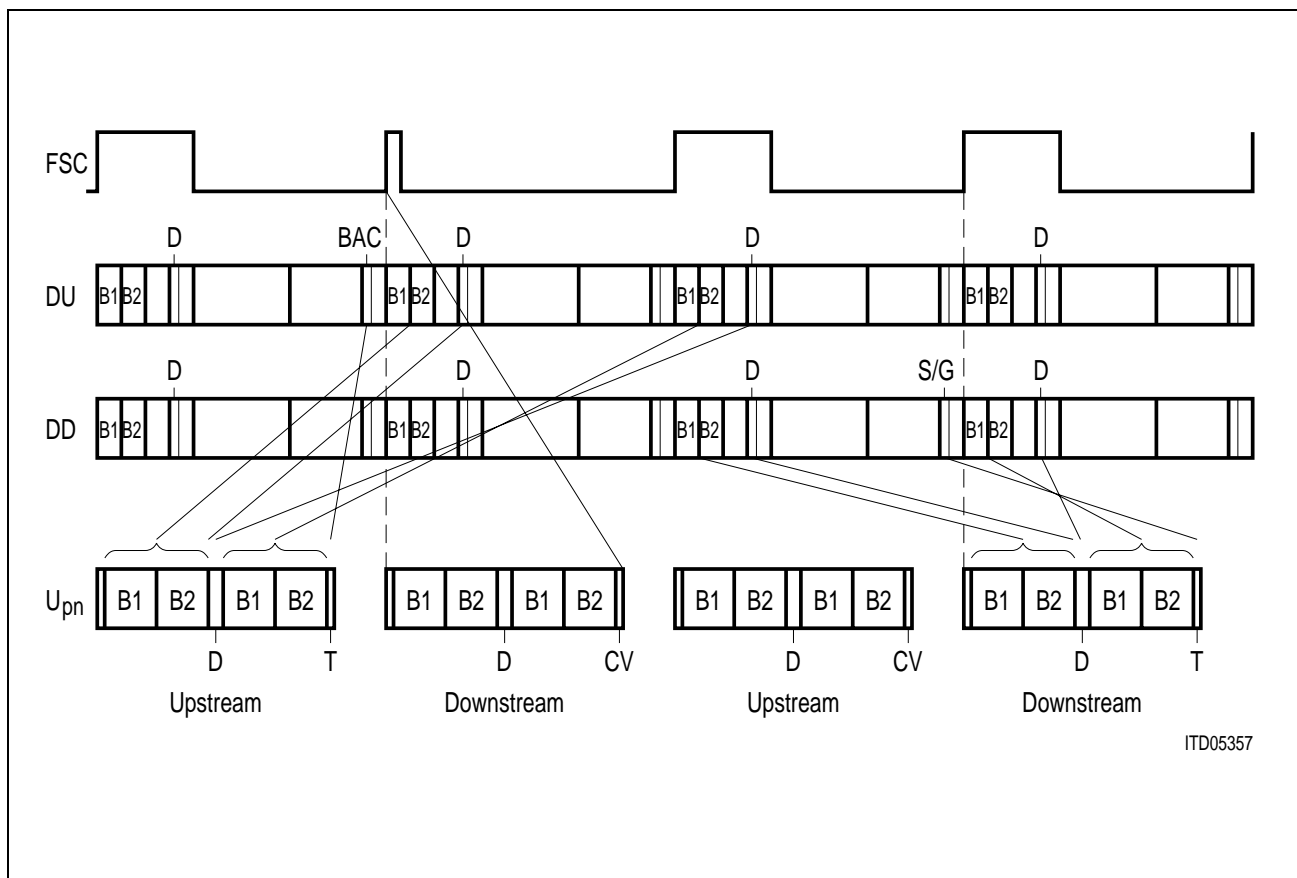 FSC
D BAC D D D
DU B1 B2 B1 B2 B1 B2 B1 B2
D D D S/G D
DD B1 B2 B1 B2 B1 B2 B1 B2
Upn B1 B2 B1 B2 B1 B2 B1 B2 B1 B2 B1 B2 B1 B2 B1 B2
D T D CV D CV D T
Upstream Downstream Upstream Downstream
ITD05357